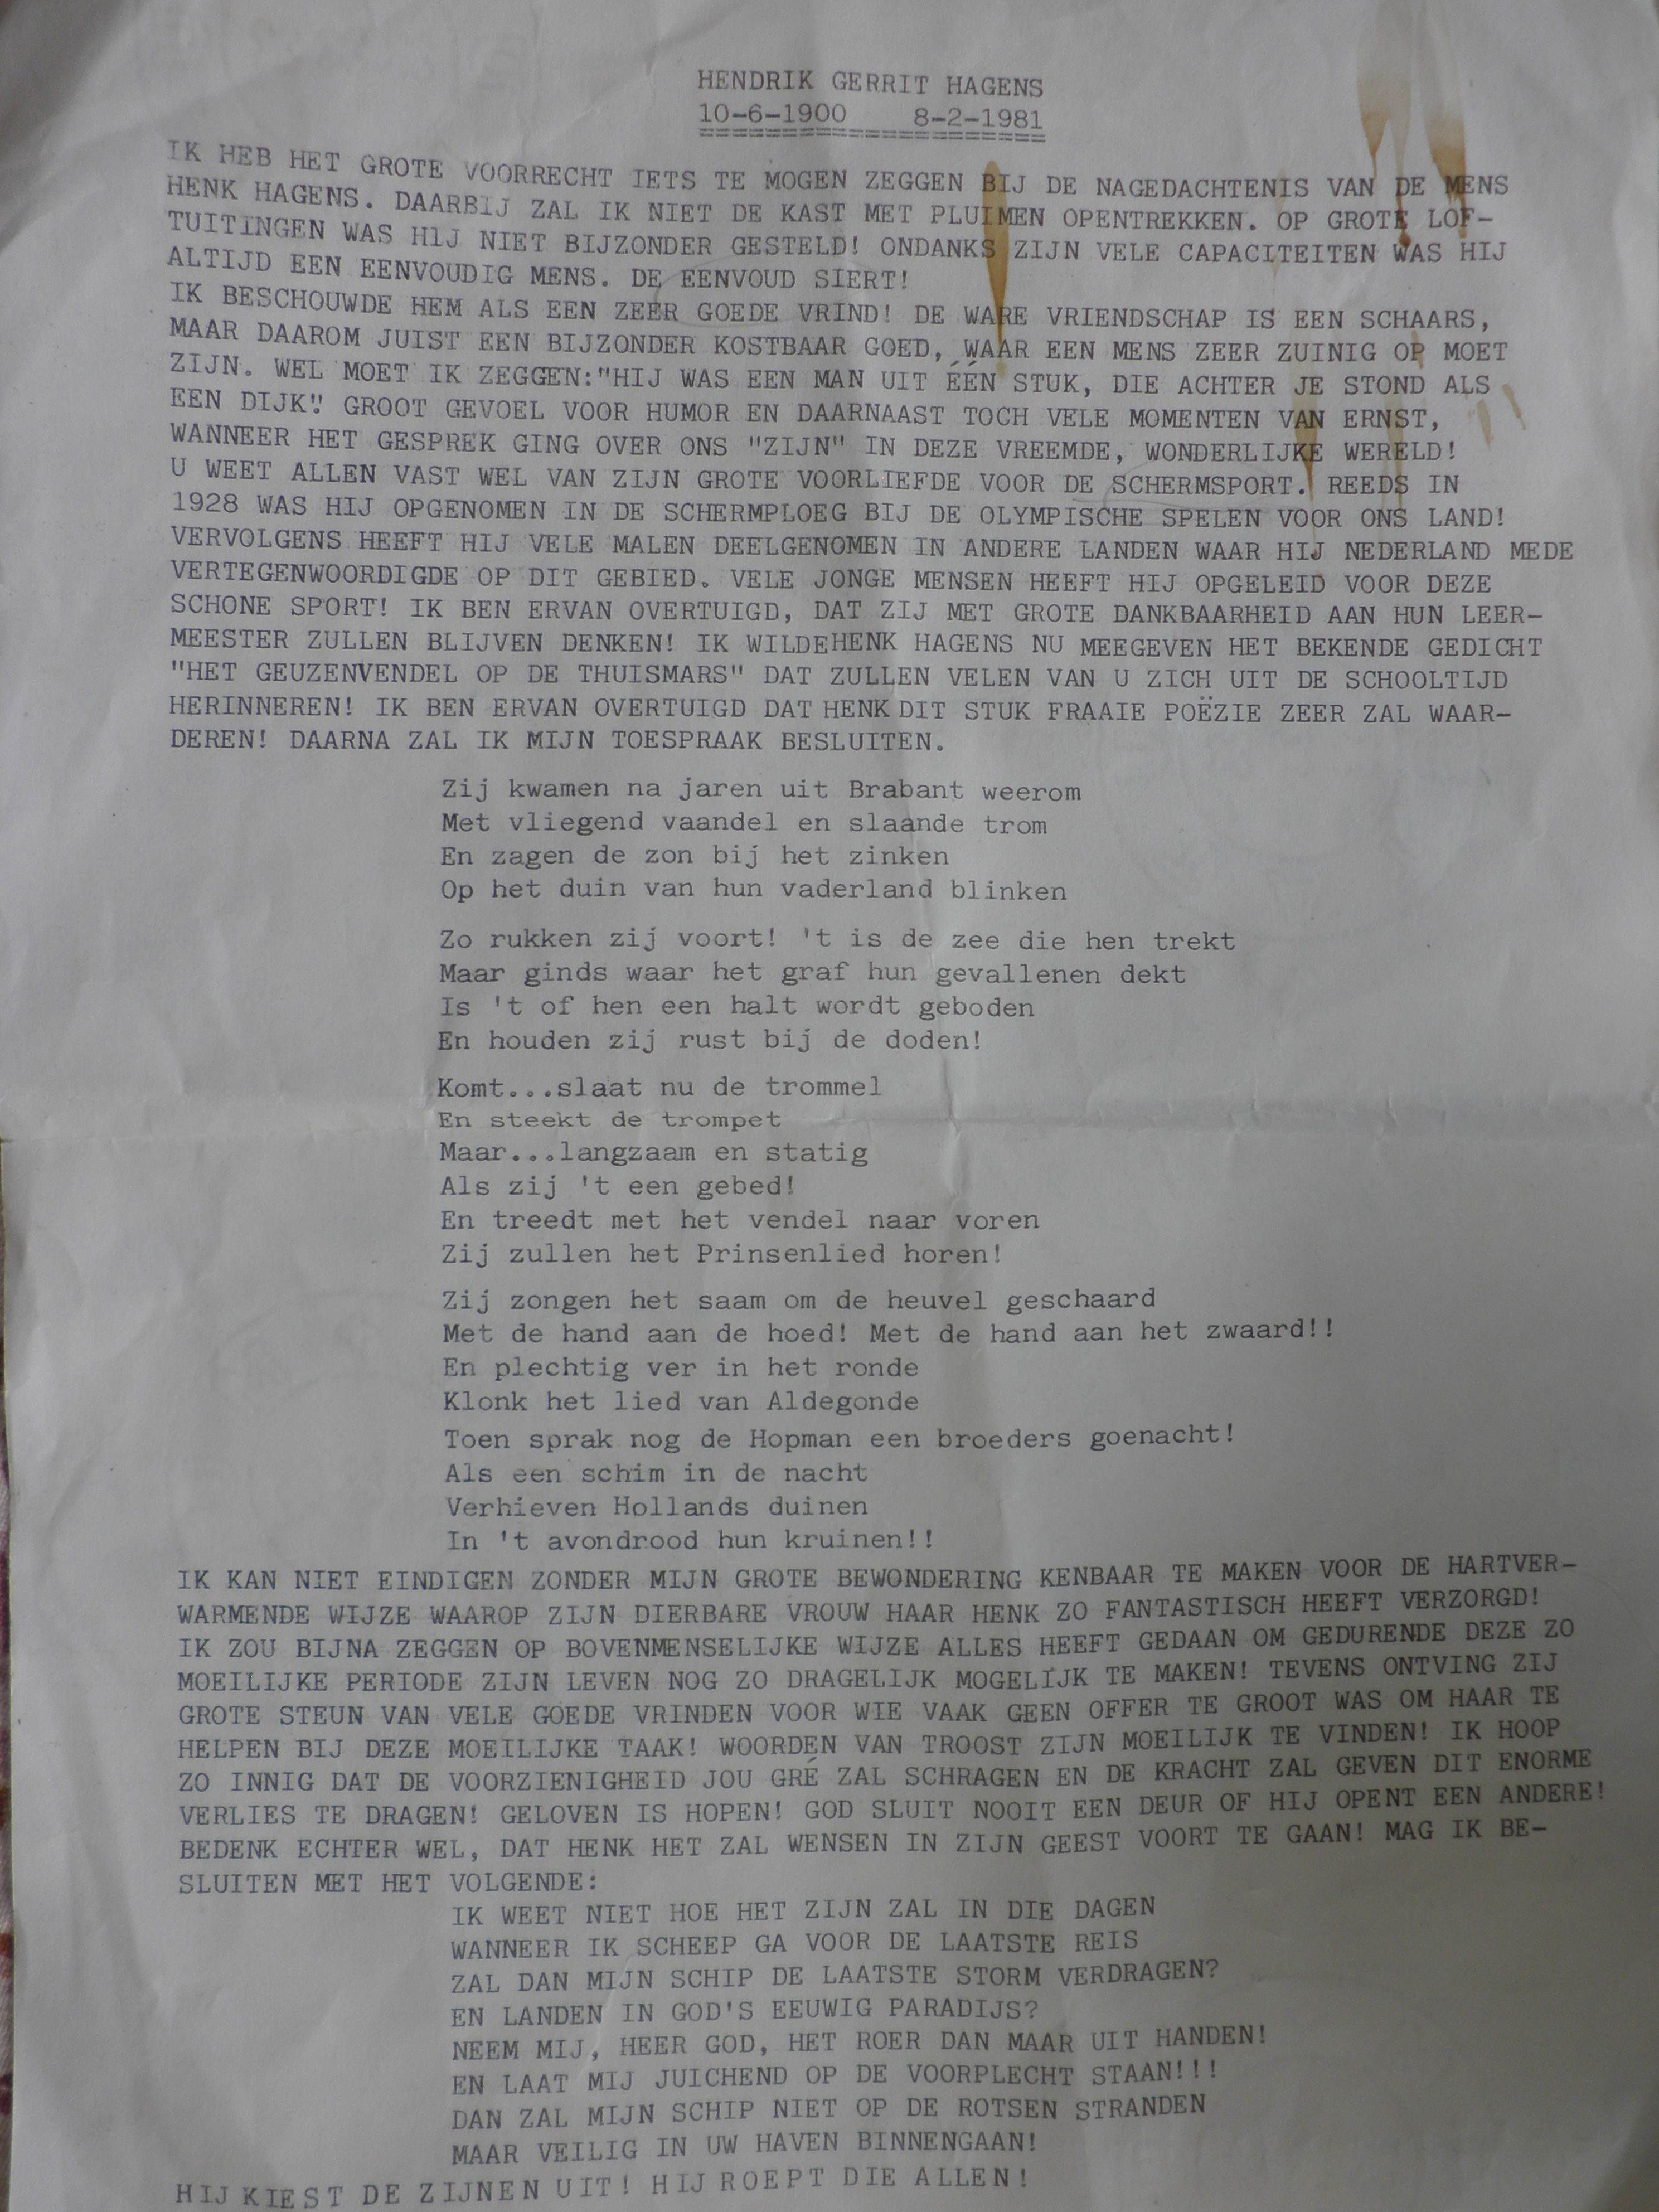 HENDRIK GERRIT HAGENS
10-6-1900 8-2-1981
IK HEB HET GROTE VOORRECHT IETS TE MOGEN ZEGGEN BIJ DE NAGEDACHTENIS VAN DE MENS
HENK HAGENS. DAARBIJ ZAL IK NIET DE KAST MET PLUIMEN OPENTREKKEN. OP GROTE LOF-
TUITINGEN WAS HIJ NIET BIJZONDER GESTELD! ONDANKS ZIJN VELE CAPACITEITEN WAS HIJ
ALTIJD EEN EENVOUDIG MENS. DE EENVOUD SIERT!
IK BESCHOUWDE HEM ALS EEN ZEER GOEDE VRIND! DE WARE VRIENDSCHAP IS EEN SCHAARS,
MAAR DAAROM JUIST EEN BIJZONDER KOSTBAAR GOED, WAAR EEN MENS ZEER ZUINIG OP MOET
ZIJN. WEL MOET IK ZEGGEN:"HIJ WAS EEN MAN UIT ÉÉN STUK, DIE ACHTER JE STOND ALS
EEN DIJK!" GROOT GEVOEL VOOR HUMOR EN DAARNAAST TOCH VELE MOMENTEN VAN ERNST,
WANNEER HET GESPREK GING OVER ONS "ZIJN" IN DEZE VREEMDE, WONDERLIJKE WERELD!
U WEET ALLEN VAST WEL VAN ZIJN GROTE VOORLIEFDE VOOR DE SCHERMSPORT. REEDS IN
1928 WAS HIJ OPGENOMEN IN DE SCHERMPLOEG BIJ DE OLYMPISCHE SPELEN VOOR ONS LAND!
VERVOLGENS HEEFT HIJ VELE MALEN DEELGENOMEN IN ANDERE LANDEN WAAR HIJ NEDERLAND MEDE
VERTEGENWOORDIGDE OP DIT GEBIED. VELE JONGE MENSEN HEEFT HIJ OPGELEID VOOR DEZE
SCHONE SPORT! IK BEN ERVAN OVERTUIGD, DAT ZIJ MET GROTE DANKBAARHEID AAN HUN LEER-
MEESTER ZULLEN BLIJVEN DENKEN! IK WILDEHENK HAGENS NU MEEGEVEN HET BEKENDE GEDICHT
"HET GEUZENVENDEL OP DE THUISMARS" DAT ZULLEN VELEN VAN U ZICH UIT DE SCHOOLTIJD
HERINNEREN! IK BEN ERVAN OVERTUIGD DAT HENK DIT STUK FRAAIE POËZIE ZEER ZAL WAAR-
DEREN! DAARNA ZAL IK MIJN TOESPRAAK BESLUITEN.
Zij kwamen na jaren uit Brabant weerom
Met vliegend vaandel en slaande trom
En zagen de zon bij het zinken
Op het duin van hun vaderland blinken
Zo rukken zij voort! 't is de zee die hen trekt
Maar ginds waar het graf hun gevallenen dekt
Is 't of hen een halt wordt geboden
En houden zij rust bij de doden!
Komt...slaat nu de trommel
En steekt de trompet
Maar...langzaam en statig
Als zij 't een gebed!
En treedt met het vendel naar voren
Zij zullen het Prinsenlied horen!
Zij zongen het saam om de heuvel geschaard
Met de hand aan de hoed! Met de hand aan het zwaard!!
En plechtig ver in het ronde
Klonk het lied van Aldegonde
Toen sprak nog de Hopman een broeders goenacht!
Als een schim in de nacht
Verhieven Hollands duinen
In 't avondrood hun kruinen!!
IK KAN NIET EINDIGEN ZONDER MIJN GROTE BEWONDERING KENBAAR TE MAKEN VOOR DE HARTVER-
WARMENDE WIJZE WAAROP ZIJN DIERBARE VROUW HAAR HENK ZO FANTASTISCH HEEFT VERZORGD!
IK ZOU BIJNA ZEGGEN OP BOVENMENSELIJKE WIJZE ALLES HEEFT GEDAAN OM GEDURENDE DEZE ZO
MOEILIJKE PERIODE ZIJN LEVEN NOG ZO DRAGELIJK MOGELIJK TE MAKEN! TEVENS ONTVING ZIJ
GROTE STEUN VAN VELE GOEDE VRINDEN VOOR WIE VAAK GEEN OFFER TE GROOT WAS OM HAAR TE
HELPEN BIJ DEZE MOEILIJKE TAAK! WOORDEN VAN TROOST ZIJN MOEILIJK TE VINDEN! IK HOOP
ZO INNIG DAT DE VOORZIENIGHEID JOU GRÉ ZAL SCHRAGEN EN DE KRACHT ZAL GEVEN DIT ENORME
VERLIES TE DRAGEN! GELOVEN IS HOPEN! GOD SLUIT NOOIT EEN DEUR OF HIJ OPENT EEN ANDERE!
BEDENK ECHTER WEL, DAT HENK HET ZAL WENSEN IN ZIJN GEEST VOORT TE GAAN! MAG IK BE-
SLUITEN MET HET VOLGENDE:
IK WEET NIET HOE HET ZIJN ZAL IN DIE DAGEN
WANNEER IK SCHEEP GA VOOR DE LAATSTE REIS
ZAL DAN MIJN SCHIP DE LAATSTE STORM VERDRAGEN?
EN LANDEN IN GOD'S EEUWIG PARADIJS?
NEEM MIJ, HEER GOD, HET ROER DAN MAAR UIT HANDEN!
EN LAAT MIJ JUICHEND OP DE VOORPLECHT STAAN!!!
DAN ZAL MIJN SCHIP NIET OP DE ROTSEN STRANDEN
MAAR VEILIG IN UW HAVEN BINNENGAAN!
HIJ KIEST DE ZIJNEN UIT! HIJ ROEPT DIE ALLEN!